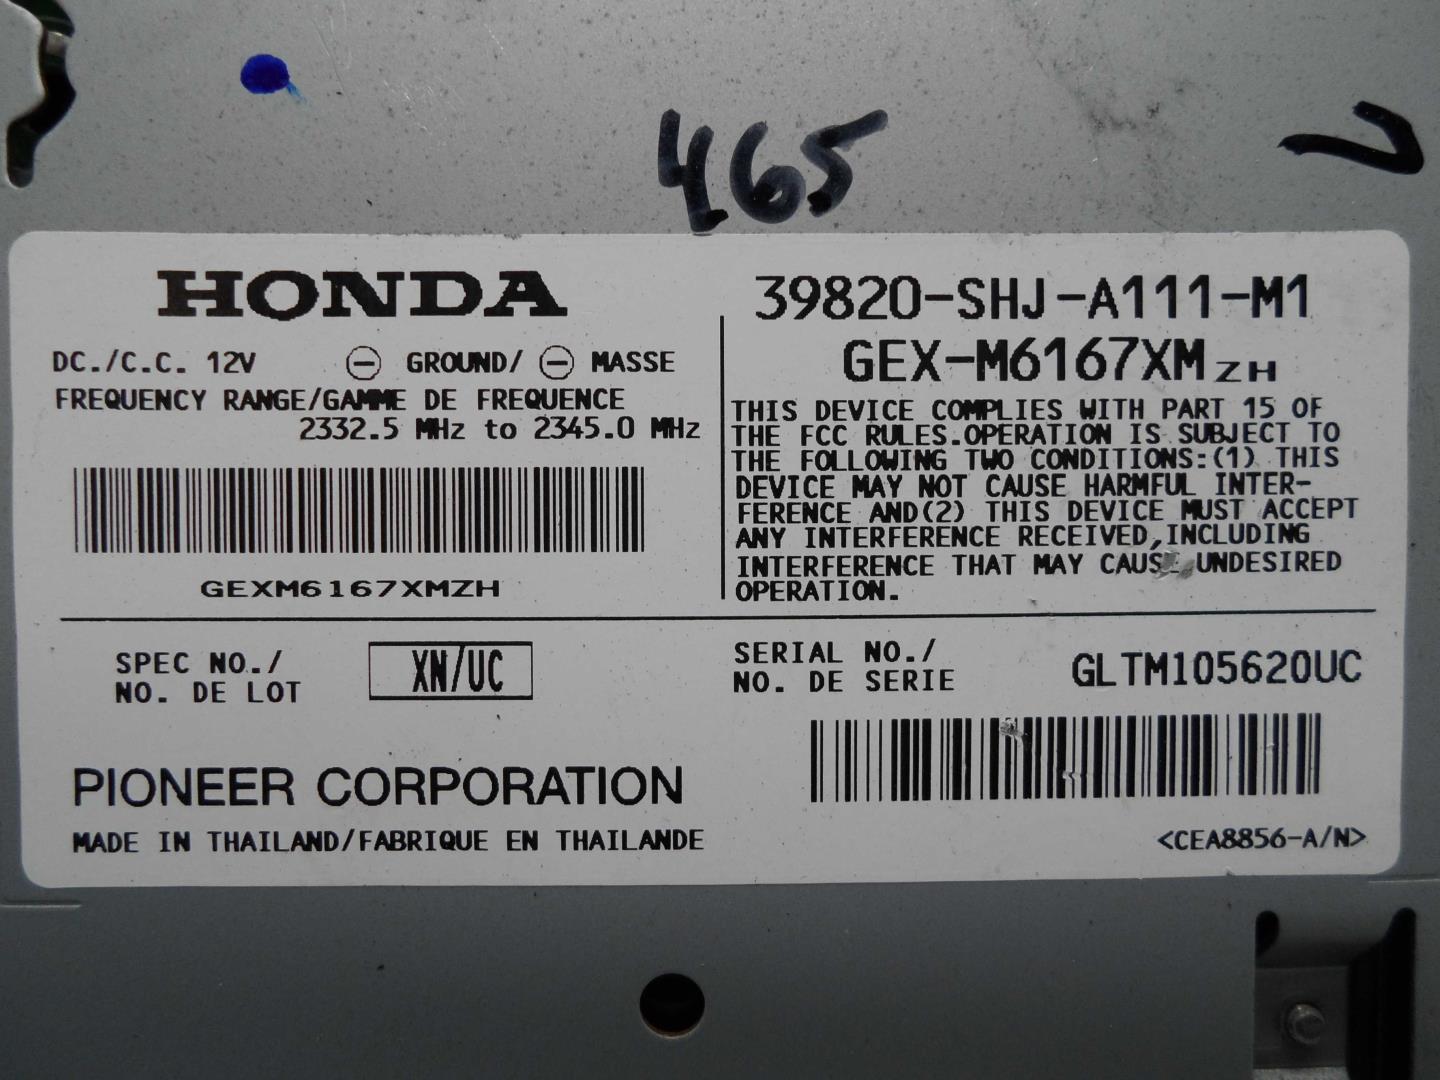 465
HONDA
DC./C.C. 12V ⊖ GROUND/ ⊖ MASSE
FREQUENCY RANGE/GAMME DE FREQUENCE
2332.5 MHz to 2345.0 MHz
GEXM6167XMZH
39820-SHJ-A111-M1
GEX-M6167XM ZH
THIS DEVICE COMPLIES WITH PART 15 OF
THE FCC RULES.OPERATION IS SUBJECT TO
THE FOLLOWING TWO CONDITIONS:(1) THIS
DEVICE MAY NOT CAUSE HARMFUL INTER-
FERENCE AND(2) THIS DEVICE MUST ACCEPT
ANY INTERFERENCE RECEIVED,INCLUDING
INTERFERENCE THAT MAY CAUSE UNDESIRED
OPERATION.
SPEC NO./
NO. DE LOT
XN/UC
SERIAL NO./
NO. DE SERIE
GLTM105620UC
PIONEER CORPORATION
MADE IN THAILAND/FABRIQUE EN THAILANDE
<CEA8856-A/N>